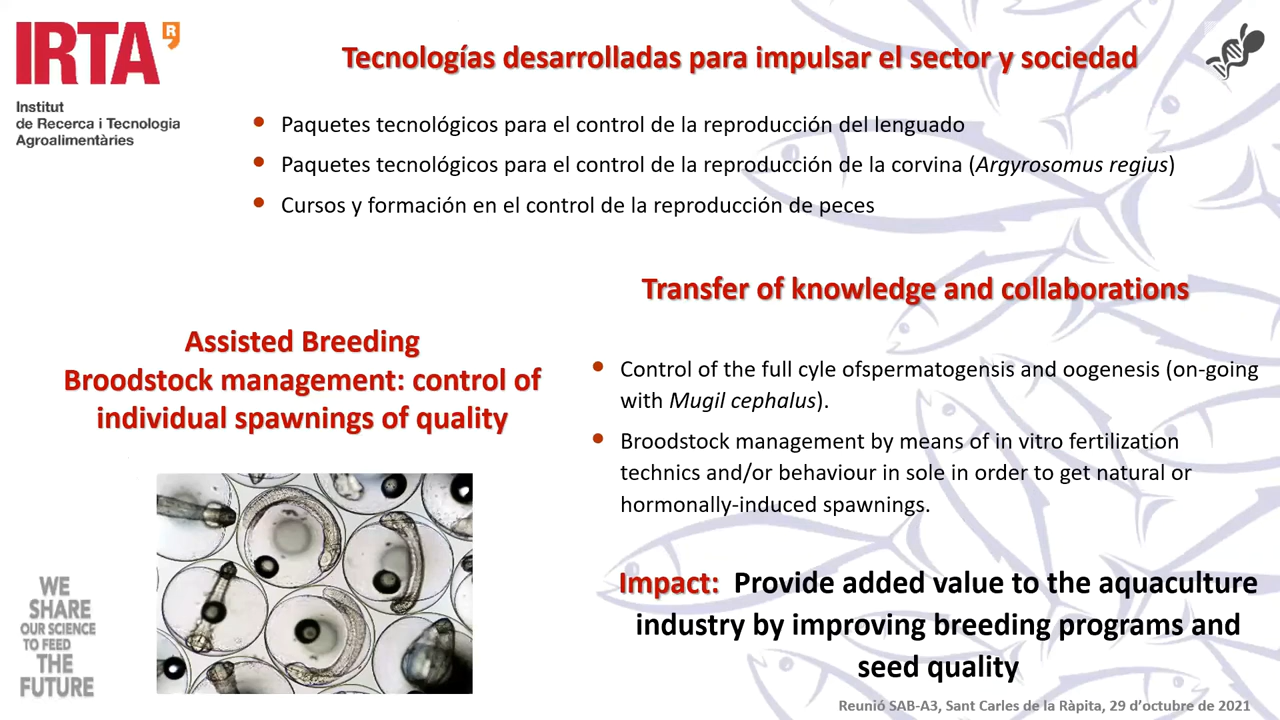 IRTA
R
Institut
de Recerca i Tecnologia
Agroalimentàries
Tecnologías desarrolladas para impulsar el sector y sociedad
• Paquetes tecnológicos para el control de la reproducción del lenguado
• Paquetes tecnológicos para el control de la reproducción de la corvina (Argyrosomus regius)
• Cursos y formación en el control de la reproducción de peces
Assisted Breeding
Broodstock management: control of
individual spawnings of quality
Transfer of knowledge and collaborations
• Control of the full cyle ofspermatogensis and oogenesis (on-going
with Mugil cephalus).
• Broodstock management by means of in vitro fertilization
technics and/or behaviour in sole in order to get natural or
hormonally-induced spawnings.
Impact: Provide added value to the aquaculture
industry by improving breeding programs and
seed quality
WE
SHARE
OUR SCIENCE
TO FEED
THE
FUTURE
Reunió SAB-A3, Sant Carles de la Ràpita, 29 d'octubre de 2021